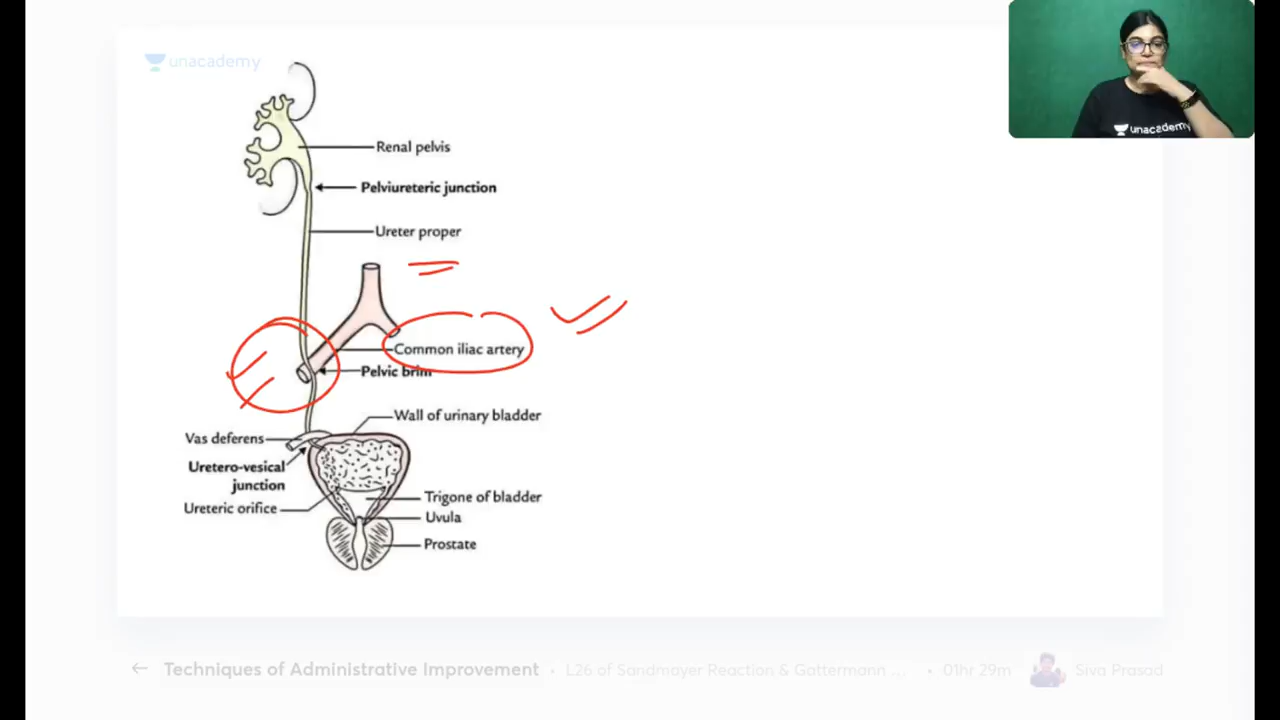 unacademy
unacademy
Renal pelvis
Pelviureteric junction
Ureter proper
Common iliac artery
Pelvic brim
Wall of urinary bladder
Vas deferens
Uretero-vesical
junction
Ureteric orifice
Trigone of bladder
Uvula
Prostate
← Techniques of Administrative Improvement • L26 of Sandmayer Reaction & Gattermann ... • 01hr 29m Siva Prasad